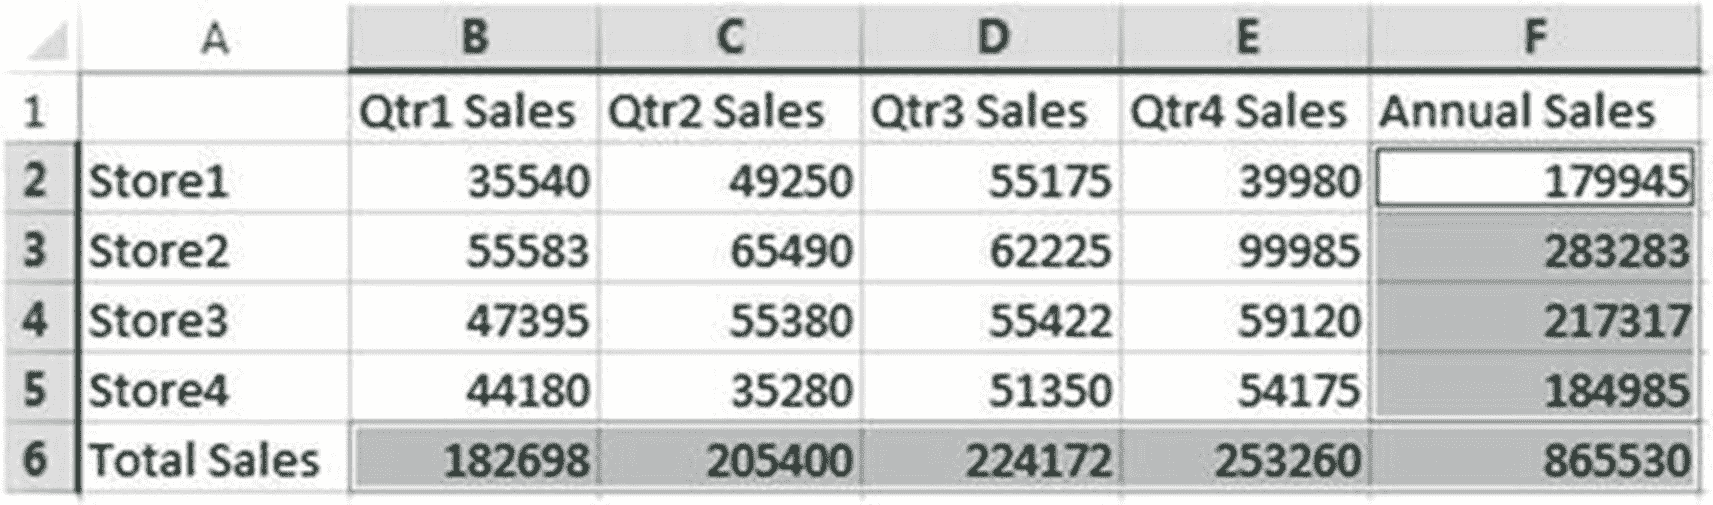 A B C D E F
1 Qtr1 Sales Qtr2 Sales Qtr3 Sales Qtr4 Sales Annual Sales
2 Store1 35540 49250 55175 39980 179945
3 Store2 55583 65490 62225 99985 283283
4 Store3 47395 55380 55422 59120 217317
5 Store4 44180 35280 51350 54175 184985
6 Total Sales 182698 205400 224172 253260 865530